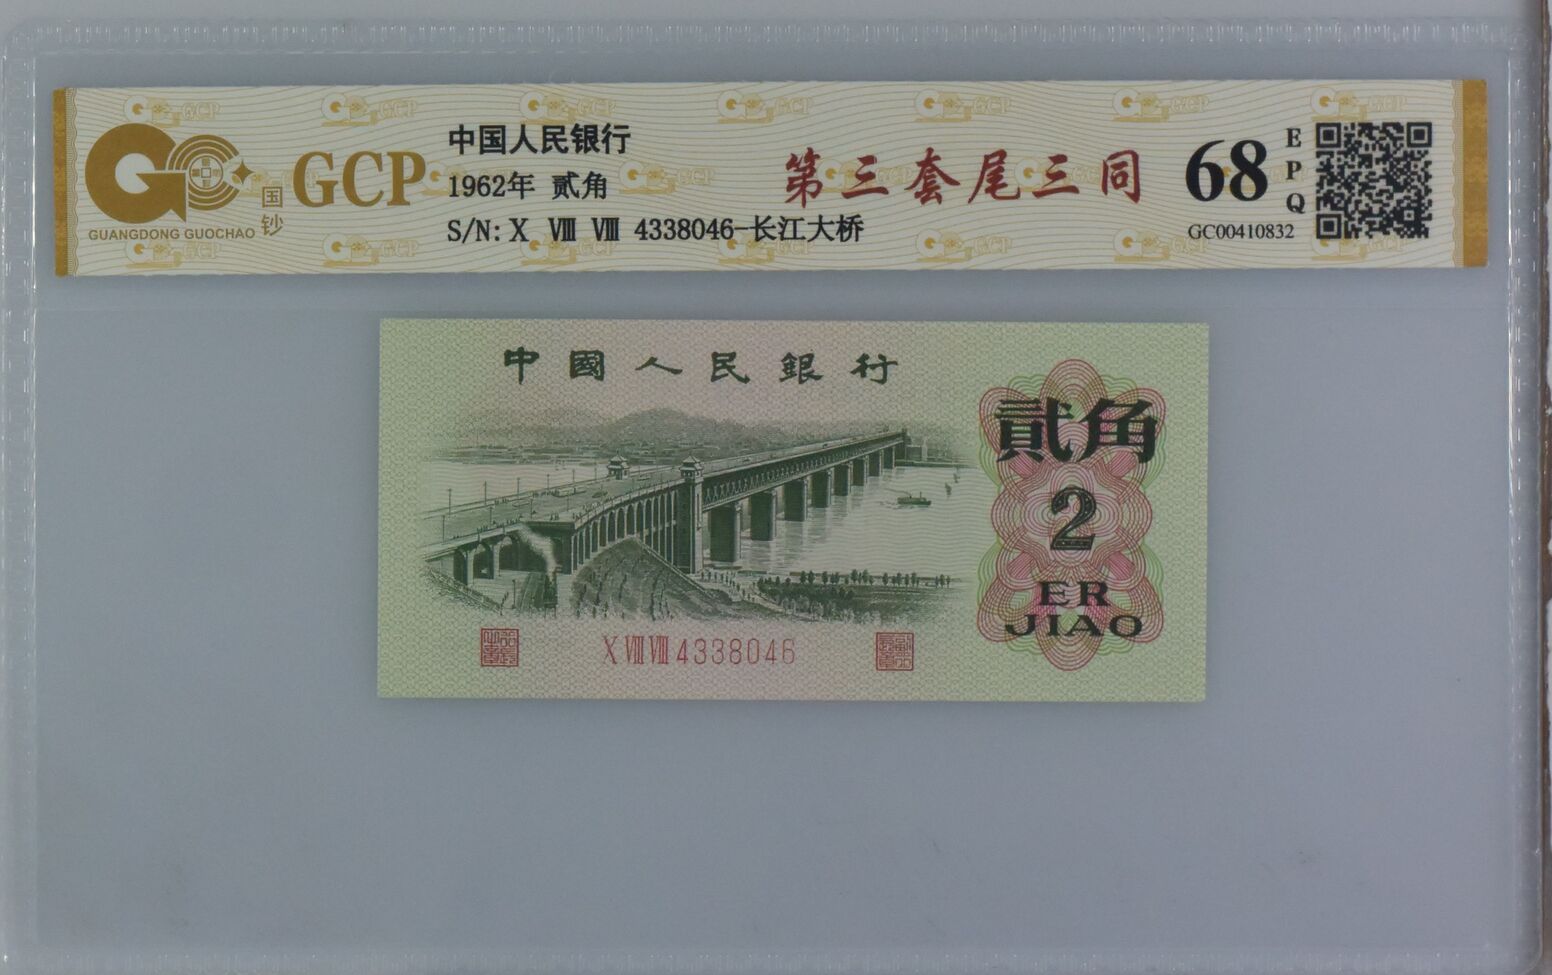 国钞
GUANGDONG GUOCHAO
GCP
中国人民银行
1962年 贰角
S/N: X Ⅷ Ⅷ 4338046-长江大桥
第三套尾三同
68
EPQ
GC00410832
中國人民銀行
貳角
2
ER
JIAO
X Ⅷ Ⅷ 4338046